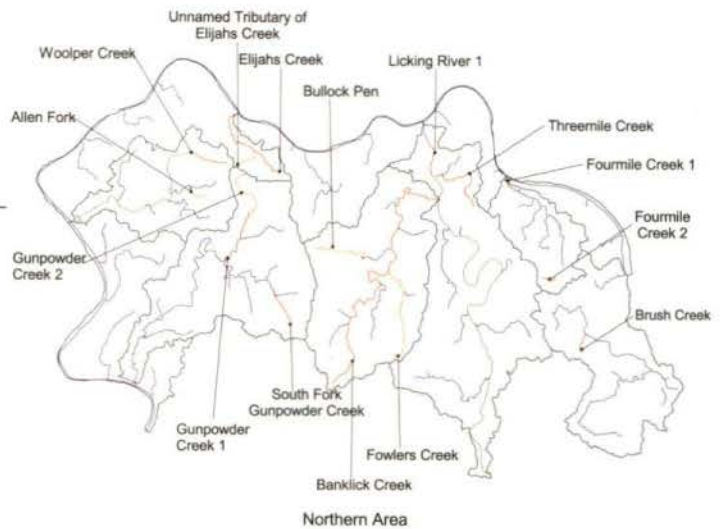 Unnamed Tributary of
Elijahs Creek
Woolper Creek
Elijahs Creek
Licking River 1
Bullock Pen
Allen Fork
Threemile Creek
Fourmile Creek 1
Fourmile
Creek 2
Gunpowder
Creek 2
Brush Creek
South Fork
Gunpowder Creek
Gunpowder
Creek 1
Fowlers Creek
Banklick Creek
Northern Area